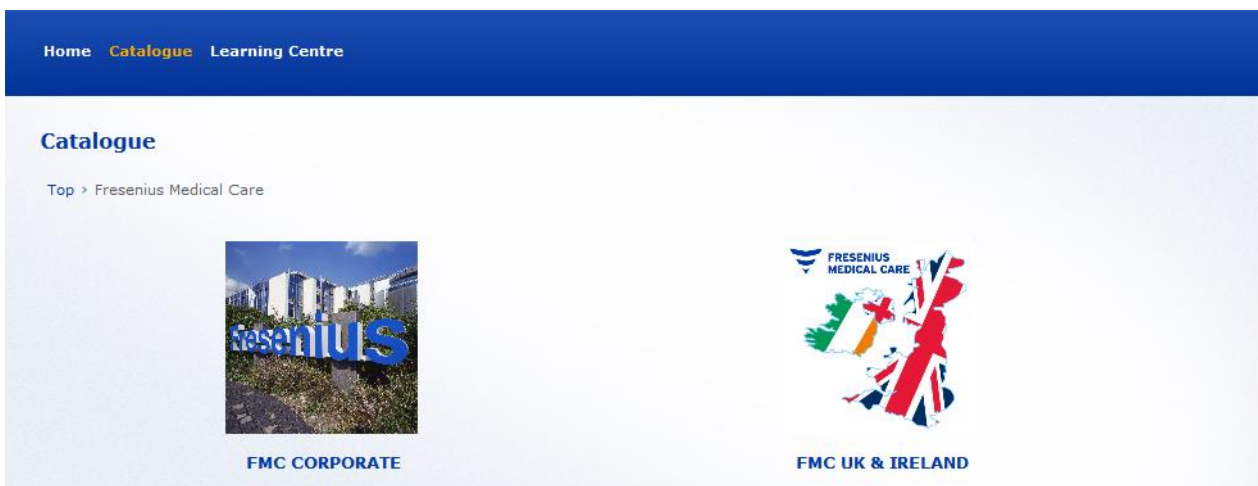 Home Catalogue Learning Centre
Catalogue
Top › Fresenius Medical Care
FRESENIUS
MEDICAL CARE
Fresenius
FMC CORPORATE
FMC UK & IRELAND